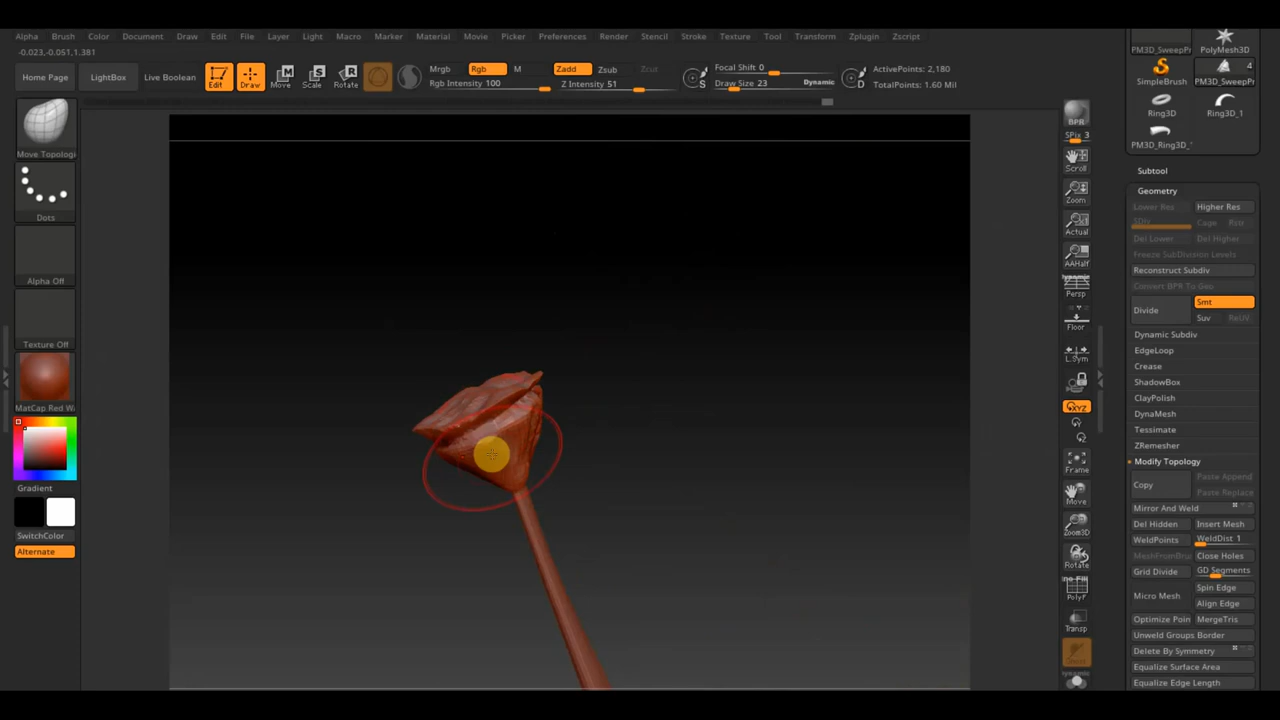 Alpha Brush Color Document Draw Edit File Layer Light Macro Marker Material Movie Picker Preferences Render Stencil Stroke Texture Tool Transform Zplugin Zscript
-0.023,-0.051,1.381
Home Page LightBox Live Boolean Edit Draw Move Scale Rotate
Mrgb Rgb M Zadd Zsub Zcut
Rgb Intensity 100 Z Intensity 51
Focal Shift 0
Draw Size 23 Dynamic
ActivePoints: 2,180
TotalPoints: 1.60 Mil
Move Topologi
Dots
Alpha Off
Texture Off
MatCap Red Wa
Gradient
SwitchColor
Alternate
BPR
SPix 3
Scroll
Zoom
Actual
AAHalf
Persp
Floor
L.Sym
XYZ
Frame
Move
Zoom3D
Rotate
PolyF
Transp
PM3D_SweepPr PolyMesh3D
4
SimpleBrush PM3D_SweepPr
Ring3D Ring3D_1
PM3D_Ring3D_
Subtool
Geometry
Lower Res Higher Res
SDiv Cage Rstr
Del Lower Del Higher
Freeze SubDivision Levels
Reconstruct Subdiv
Convert BPR To Geo
Divide Smt
Suv ReUV
Dynamic Subdiv
EdgeLoop
Crease
ShadowBox
ClayPolish
DynaMesh
Tessimate
ZRemesher
Modify Topology
Copy Paste Append
Paste Replace
Mirror And Weld
Del Hidden Insert Mesh
WeldPoints WeldDist 1
MeshFromBru Close Holes
Grid Divide GD Segments
Micro Mesh Spin Edge
Align Edge
Optimize Poin MergeTris
Unweld Groups Border
Delete By Symmetry
Equalize Surface Area
Equalize Edge Length